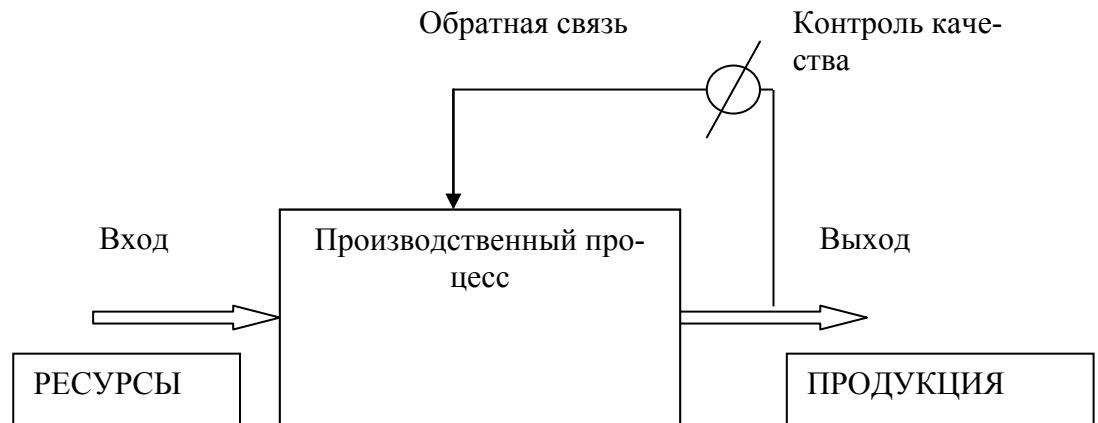 Обратная связь
Контроль каче-
ства
Вход
Производственный про-
цесс
Выход
РЕСУРСЫ
ПРОДУКЦИЯ